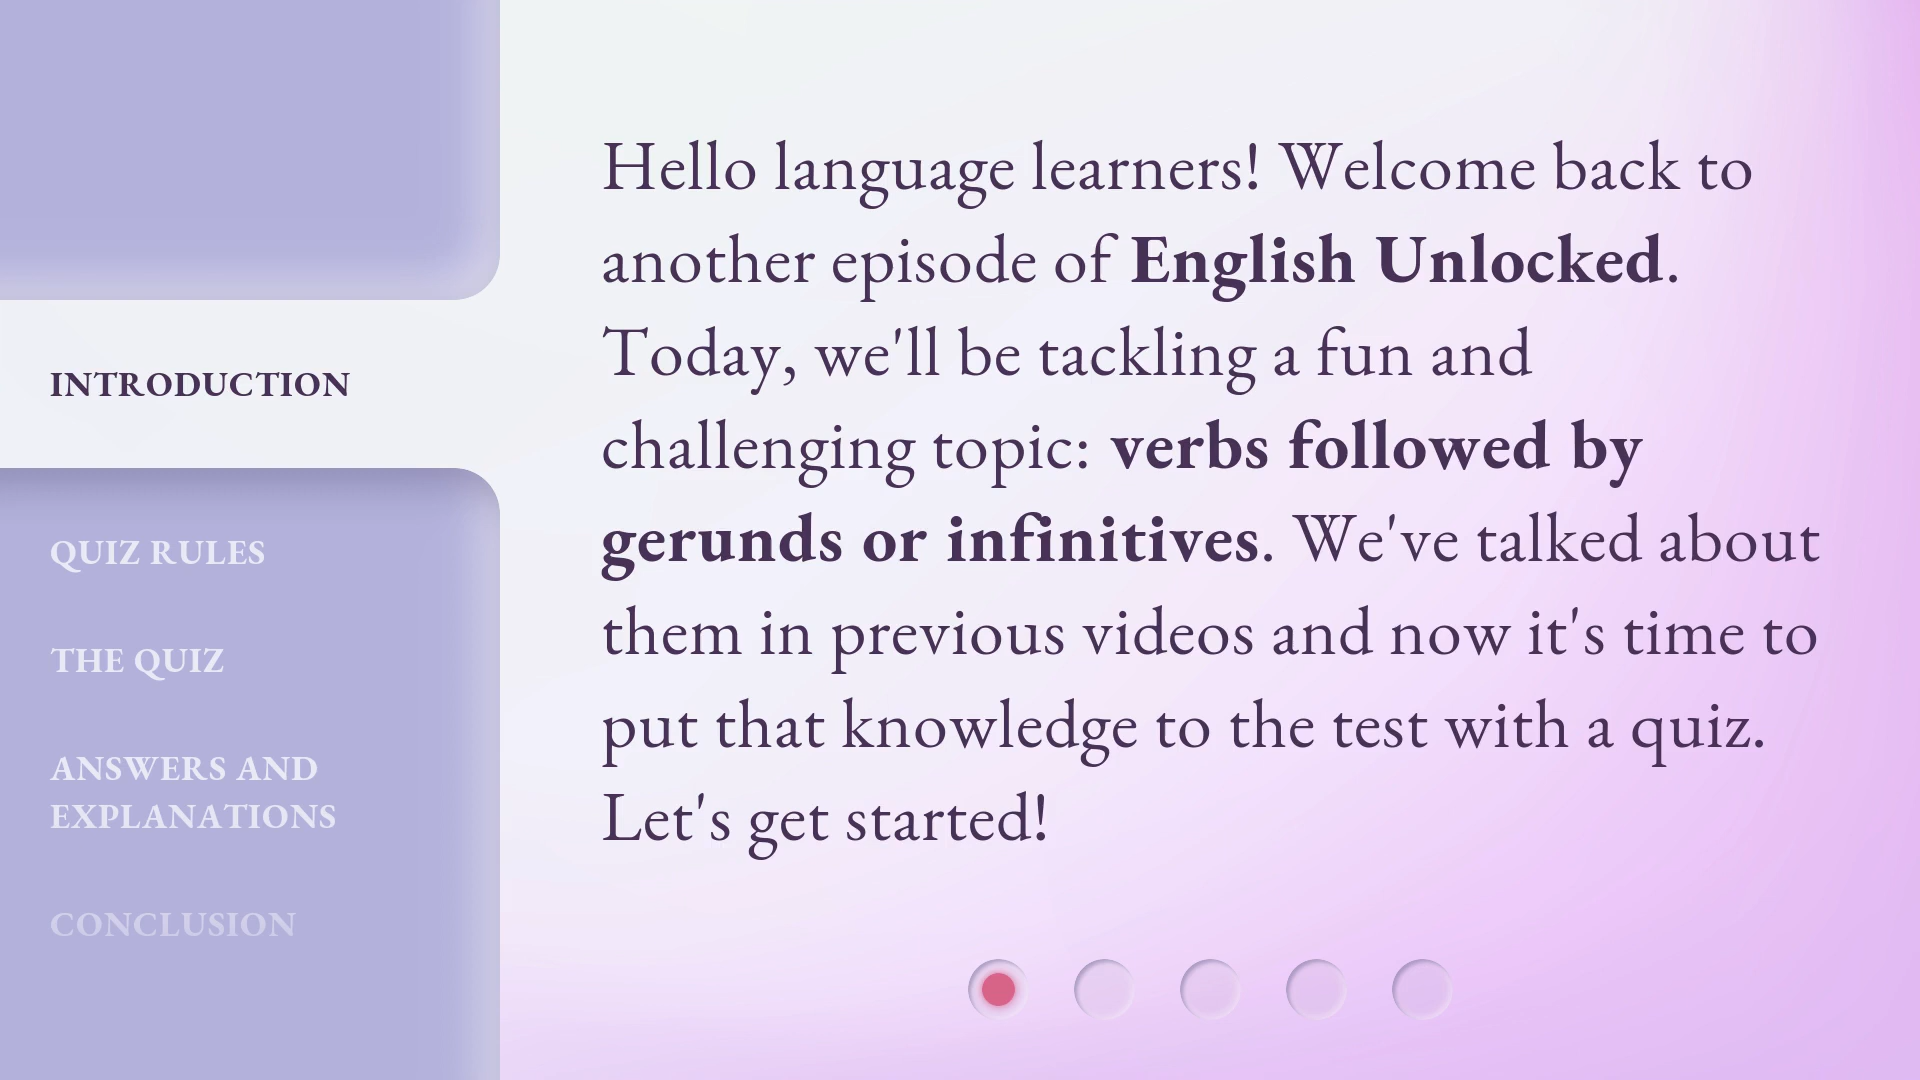 INTRODUCTION
QUIZ RULES
THE QUIZ
ANSWERS AND
EXPLANATIONS
CONCLUSION
Hello language learners! Welcome back to
another episode of English Unlocked.
Today, we'll be tackling a fun and
challenging topic: verbs followed by
gerunds or infinitives. We've talked about
them in previous videos and now it's time to
put that knowledge to the test with a quiz.
Let's get started!